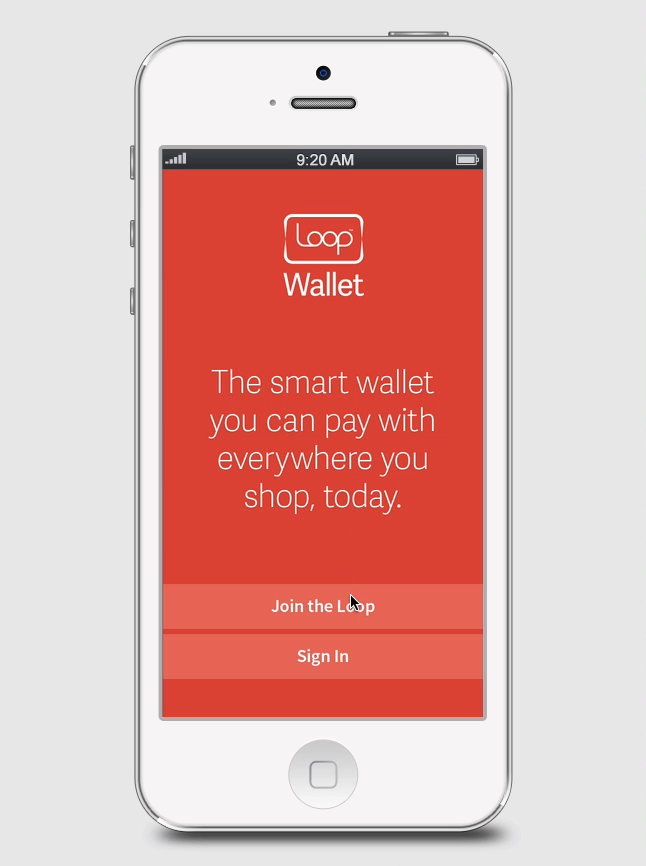 9:20 AM
Loop
Wallet
The smart wallet
you can pay with
everywhere you
shop, today.
Join the Loop
Sign In